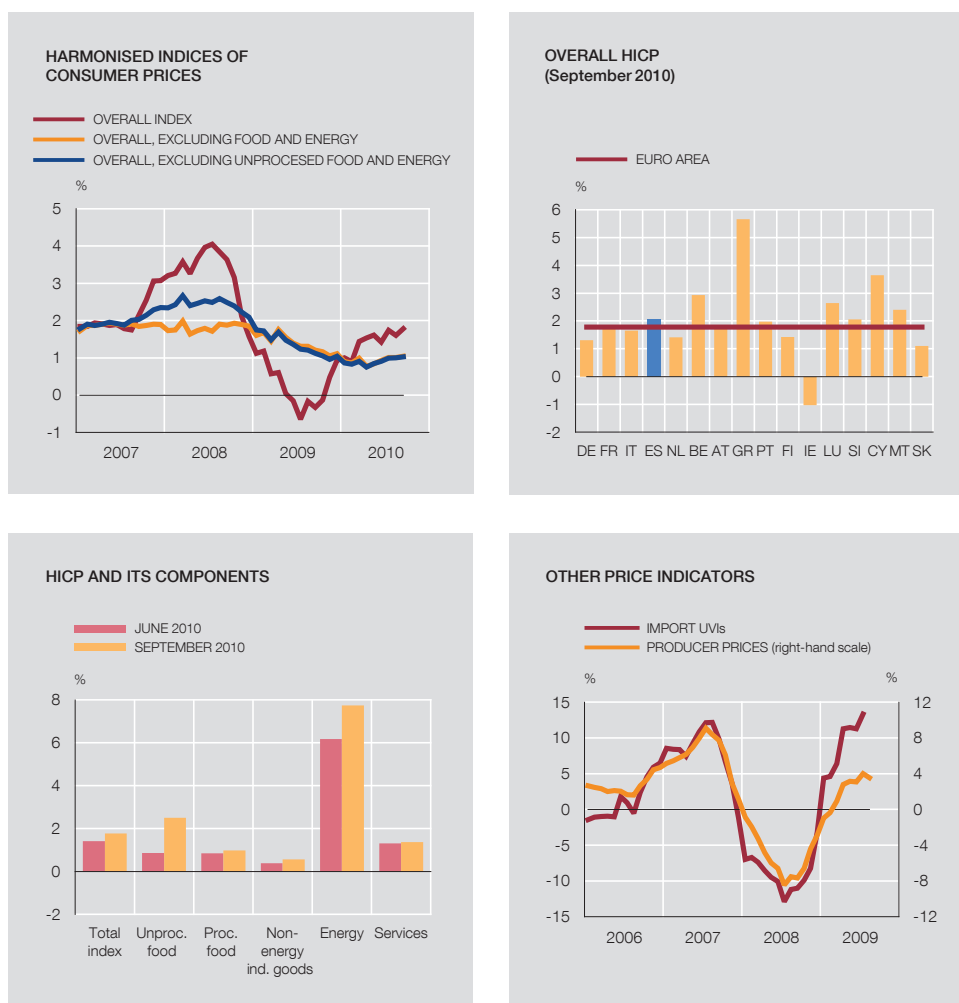 HARMONISED INDICES OF
CONSUMER PRICES
OVERALL INDEX
OVERALL, EXCLUDING FOOD AND ENERGY
OVERALL, EXCLUDING UNPROCESED FOOD AND ENERGY
%
5
4
3
2
1
0
-1
2007 2008 2009 2010
OVERALL HICP
(September 2010)
EURO AREA
%
6
5
4
3
2
1
0
-1
-2
DE FR IT ES NL BE AT GR PT FI IE LU SI CY MT SK
HICP AND ITS COMPONENTS
JUNE 2010
SEPTEMBER 2010
%
8
6
4
2
0
-2
Total Unproc. Proc. Non- Energy Services
index food food energy
ind. goods
OTHER PRICE INDICATORS
IMPORT UVIs
PRODUCER PRICES (right-hand scale)
% %
15 12
10 8
5 4
0 0
-5 -4
-10 -8
-15 -12
2006 2007 2008 2009